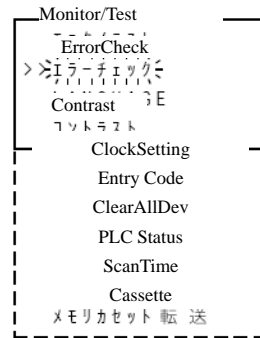 Monitor/Test
ErrorCheck
>エラーチェック
GE
Contrast
コントラスト
ClockSetting
Entry Code
ClearAllDev
PLC Status
ScanTime
Cassette
メモリカセット 転 送